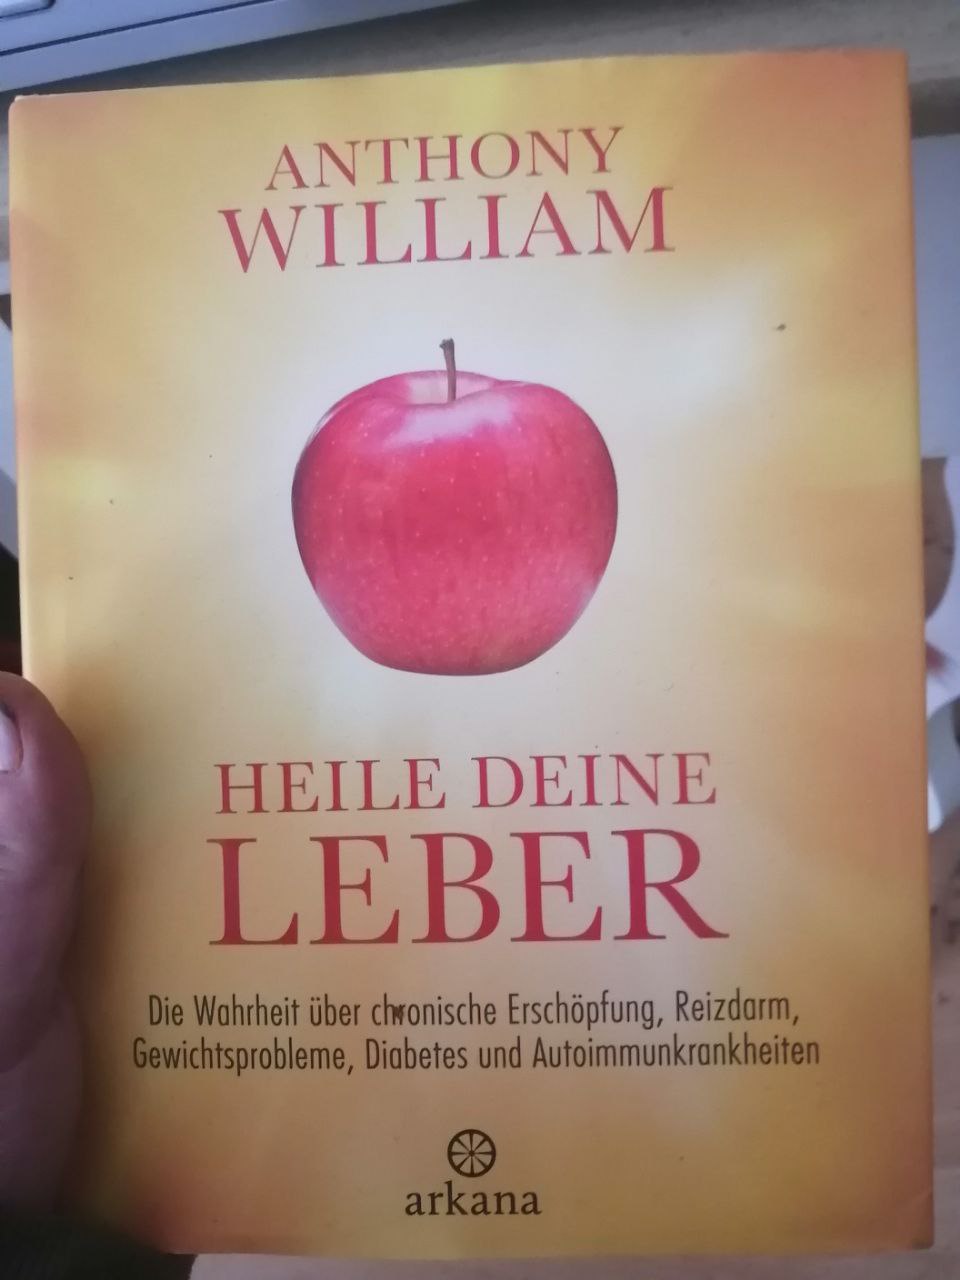 ANTHONY
WILLIAM
HEILE DEINE
LEBER
Die Wahrheit über chronische Erschöpfung, Reizdarm,
Gewichtsprobleme, Diabetes und Autoimmunkrankheiten
arkana